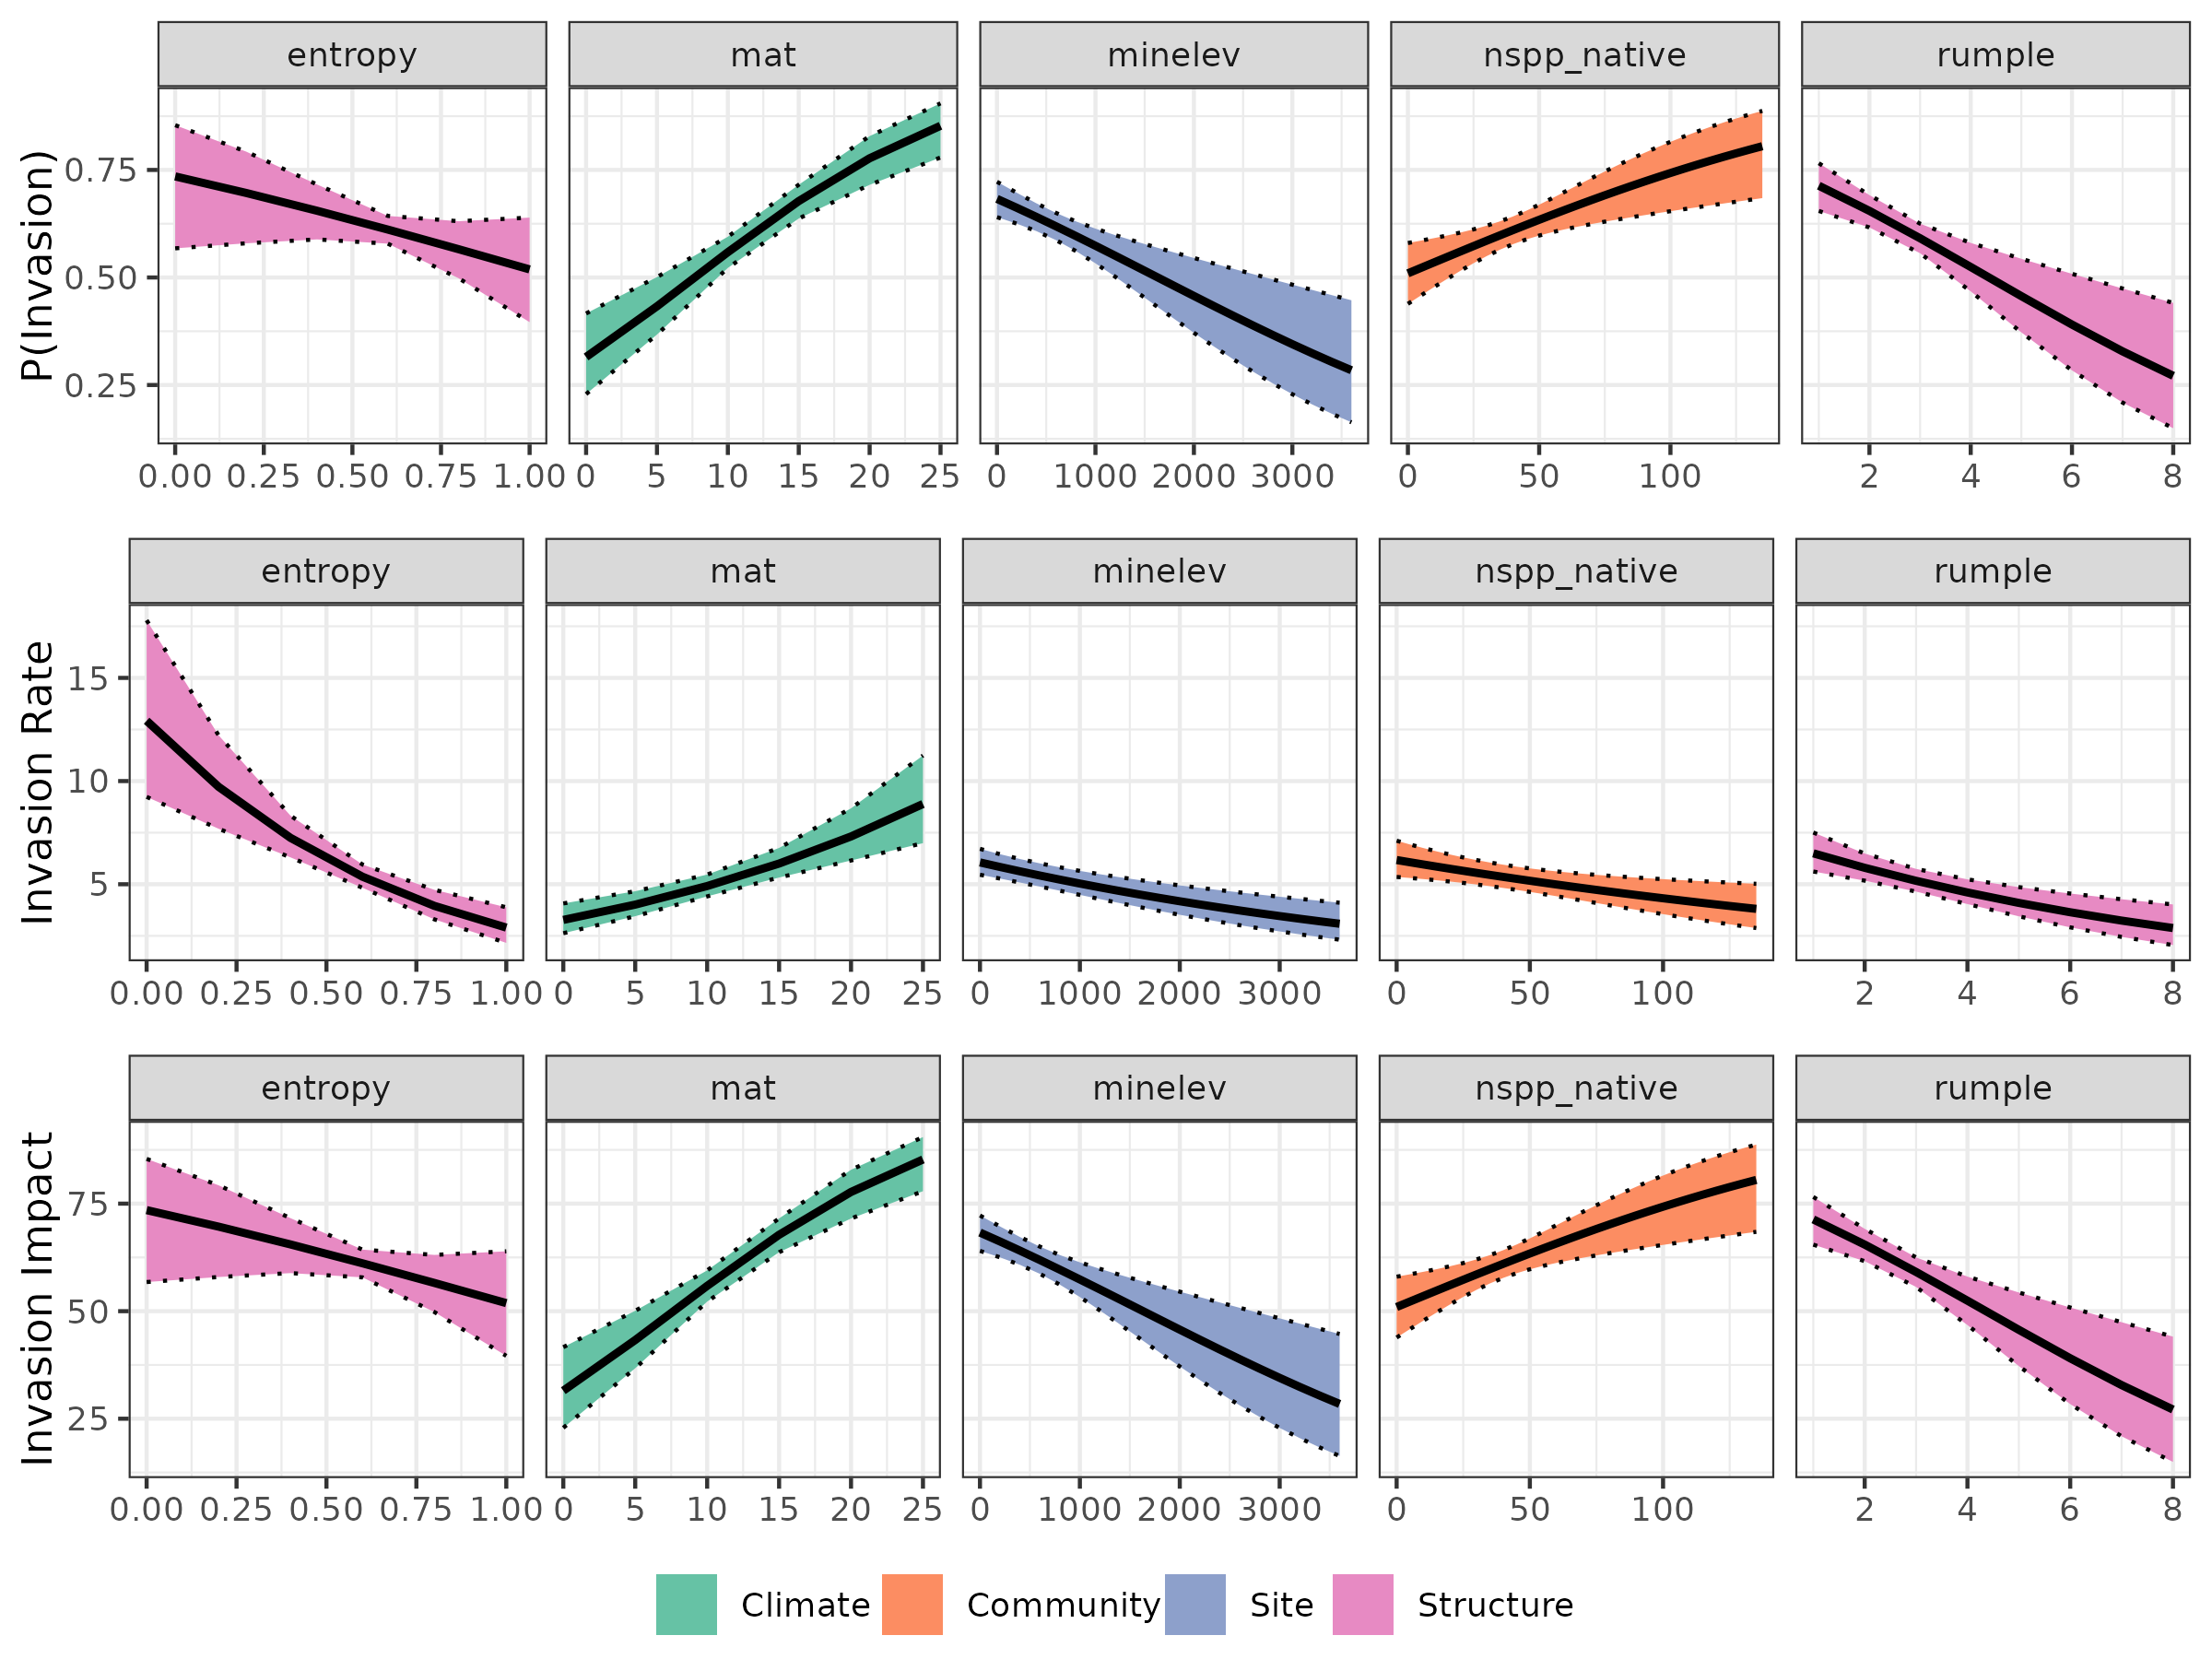 entropy mat minelev nspp_native rumple
P(Invasion)
0.75
0.50
0.25
0.00 0.25 0.50 0.75 1.00 0 5 10 15 20 25 0 1000 2000 3000 0 50 100 2 4 6 8
entropy mat minelev nspp_native rumple
Invasion Rate
15
10
5
0.00 0.25 0.50 0.75 1.00 0 5 10 15 20 25 0 1000 2000 3000 0 50 100 2 4 6 8
entropy mat minelev nspp_native rumple
Invasion Impact
75
50
25
0.00 0.25 0.50 0.75 1.00 0 5 10 15 20 25 0 1000 2000 3000 0 50 100 2 4 6 8
Climate Community Site Structure